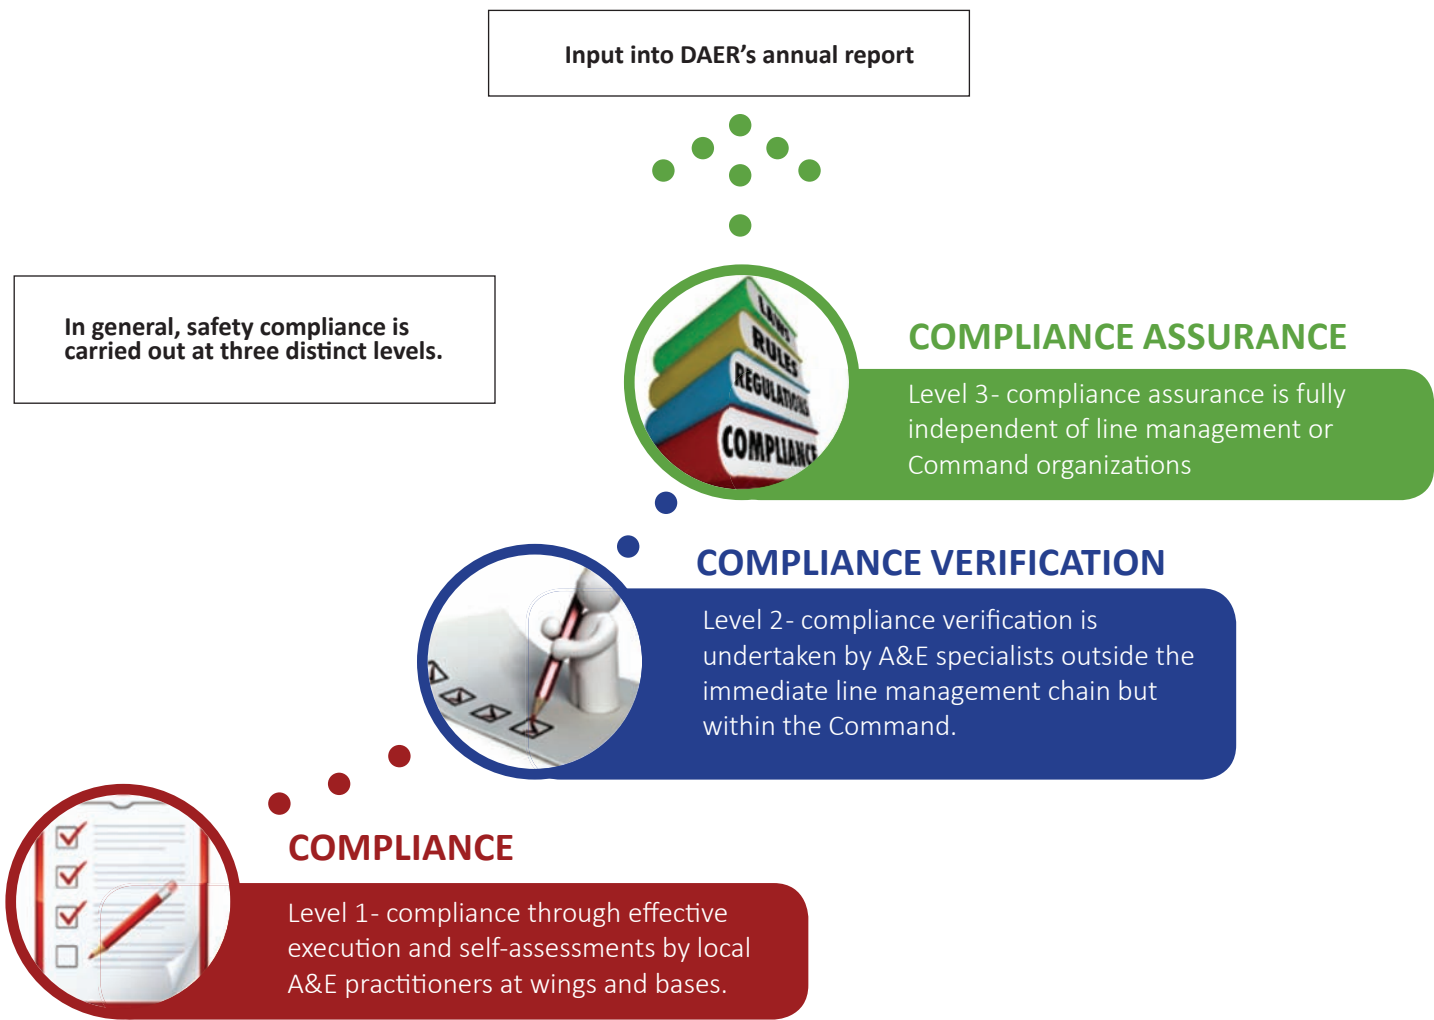 Input into DAER’s annual report
In general, safety compliance is
carried out at three distinct levels.
LAWS
RULES
REGULATIONS
COMPLIANCE
COMPLIANCE ASSURANCE
Level 3- compliance assurance is fully
independent of line management or
Command organizations
COMPLIANCE VERIFICATION
Level 2- compliance verification is
undertaken by A&E specialists outside the
immediate line management chain but
within the Command.
COMPLIANCE
Level 1- compliance through effective
execution and self-assessments by local
A&E practitioners at wings and bases.